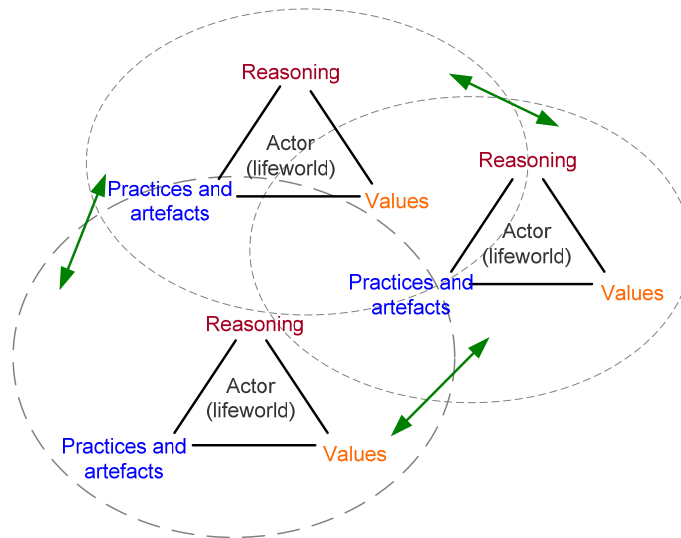 Reasoning
Actor
(lifeworld)
Practices and
artefacts
Values
Reasoning
Actor
(lifeworld)
Practices and
artefacts
Values
Reasoning
Actor
(lifeworld)
Practices and
artefacts
Values